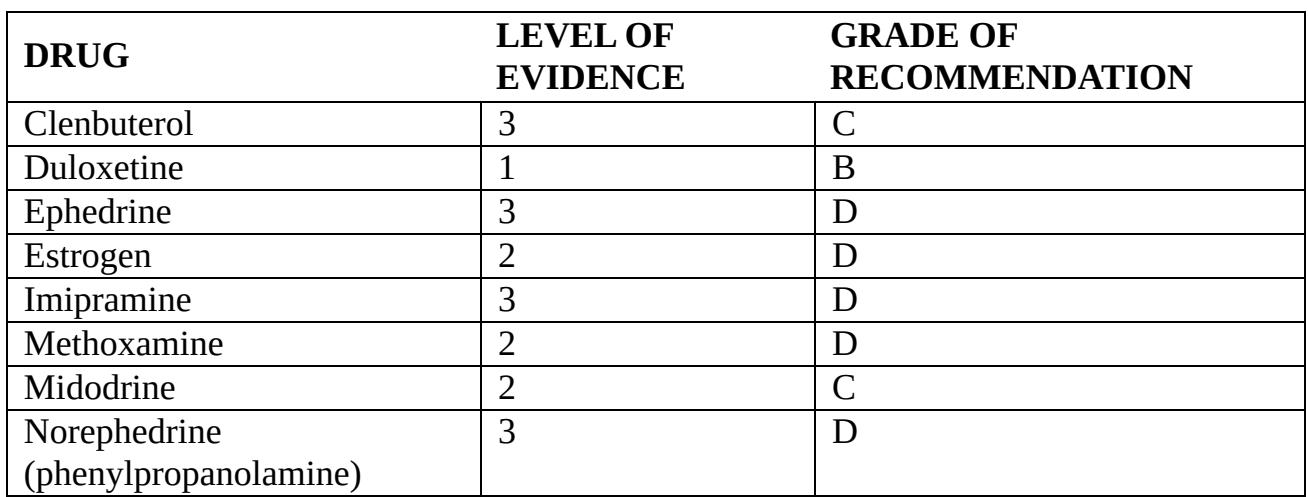 DRUG LEVEL OF EVIDENCE GRADE OF RECOMMENDATION
Clenbuterol 3 C
Duloxetine 1 B
Ephedrine 3 D
Estrogen 2 D
Imipramine 3 D
Methoxamine 2 D
Midodrine 2 C
Norephedrine 3 D
(phenylpropanolamine)